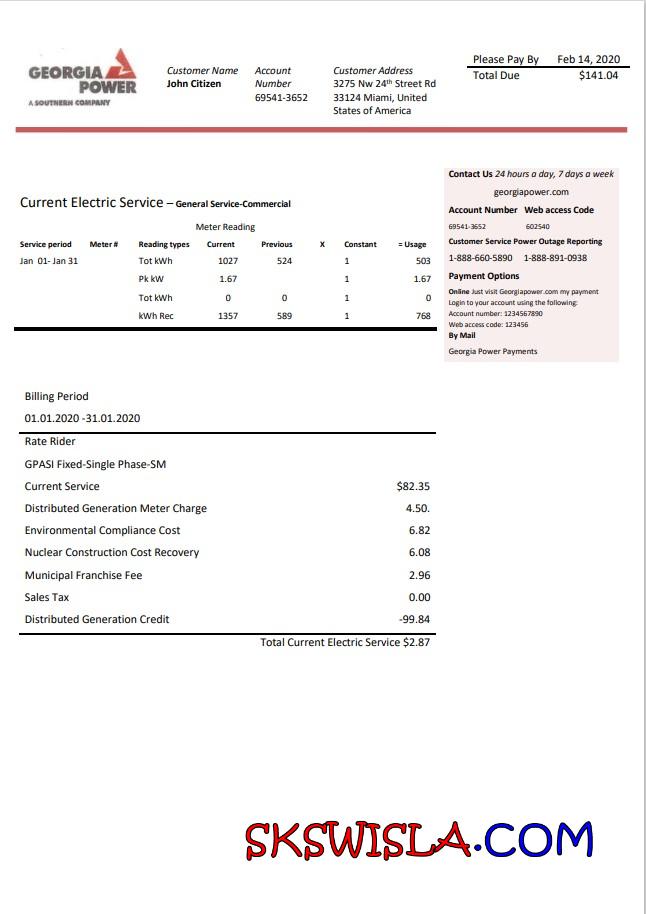 GEORGIA
POWER
A SOUTHERN COMPANY
Customer Name
John Citizen
Account
Number
69541-3652
Customer Address
3275 Nw 24th Street Rd
33124 Miami, United
States of America
Please Pay By Feb 14, 2020
Total Due $141.04
Contact Us 24 hours a day, 7 days a week
georgiapower.com
Account Number Web access Code
69541-3652 602540
Customer Service Power Outage Reporting
1-888-660-5890 1-888-891-0938
Payment Options
Online Just visit Georgiapower.com my payment
Login to your account using the following:
Account number: 1234567890
Web access code: 123456
By Mail
Georgia Power Payments
Current Electric Service – General Service-Commercial
Meter Reading
Service period Meter # Reading types Current Previous X Constant = Usage
Jan 01- Jan 31 Tot kWh 1027 524 1 503
Pk kW 1.67 1 1.67
Tot kWh 0 0 1 0
kWh Rec 1357 589 1 768
Billing Period
01.01.2020 -31.01.2020
Rate Rider
GPASI Fixed-Single Phase-SM
Current Service $82.35
Distributed Generation Meter Charge 4.50.
Environmental Compliance Cost 6.82
Nuclear Construction Cost Recovery 6.08
Municipal Franchise Fee 2.96
Sales Tax 0.00
Distributed Generation Credit -99.84
Total Current Electric Service $2.87
SKSWISLA.COM